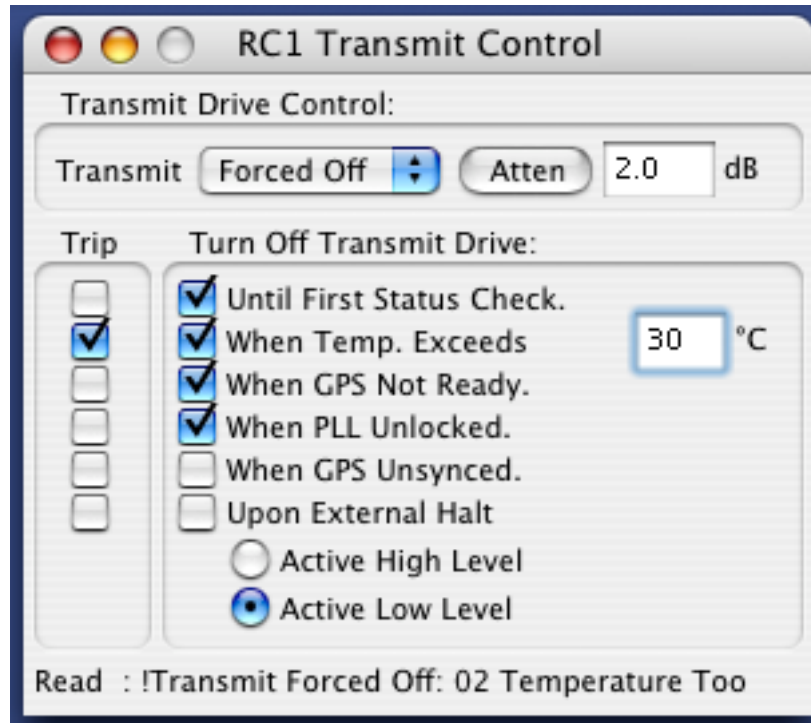 RC1 Transmit Control
Transmit Drive Control:
Transmit Forced Off Atten 2.0 dB
Trip Turn Off Transmit Drive:
Until First Status Check.
When Temp. Exceeds 30 °C
When GPS Not Ready.
When PLL Unlocked.
When GPS Unsynced.
Upon External Halt
Active High Level
Active Low Level
Read : !Transmit Forced Off: 02 Temperature Too